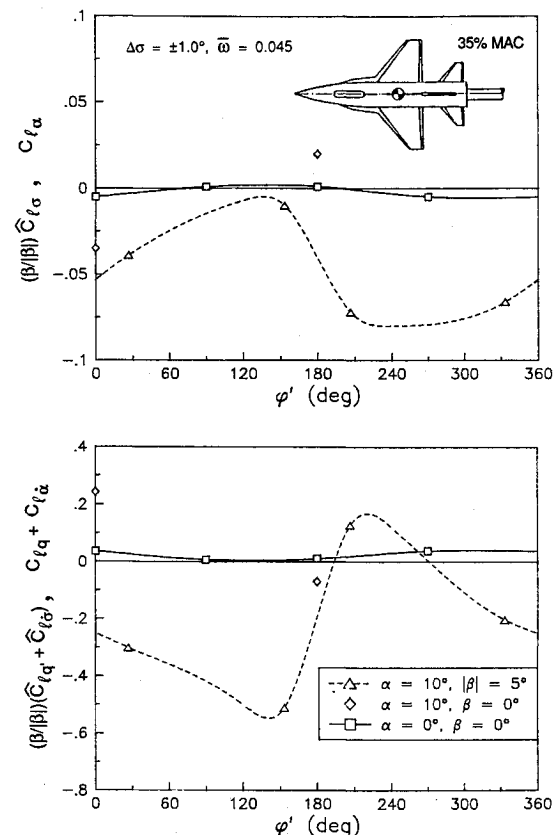 Δσ = ±1.0°, ω̅ = 0.045
35% MAC
(β/|β|) Ĉℓσ , Cℓα
.1
.05
0
-.05
-.1
0 60 120 180 240 300 360
φ' (deg)
(β/|β|)(Ĉℓq' + Ĉℓσ̇) , Cℓq + Cℓα̇
.4
.2
0
-.2
-.4
-.6
-.8
α = 10°, |β| = 5°
α = 10°, β = 0°
α = 0°, β = 0°
0 60 120 180 240 300 360
φ' (deg)